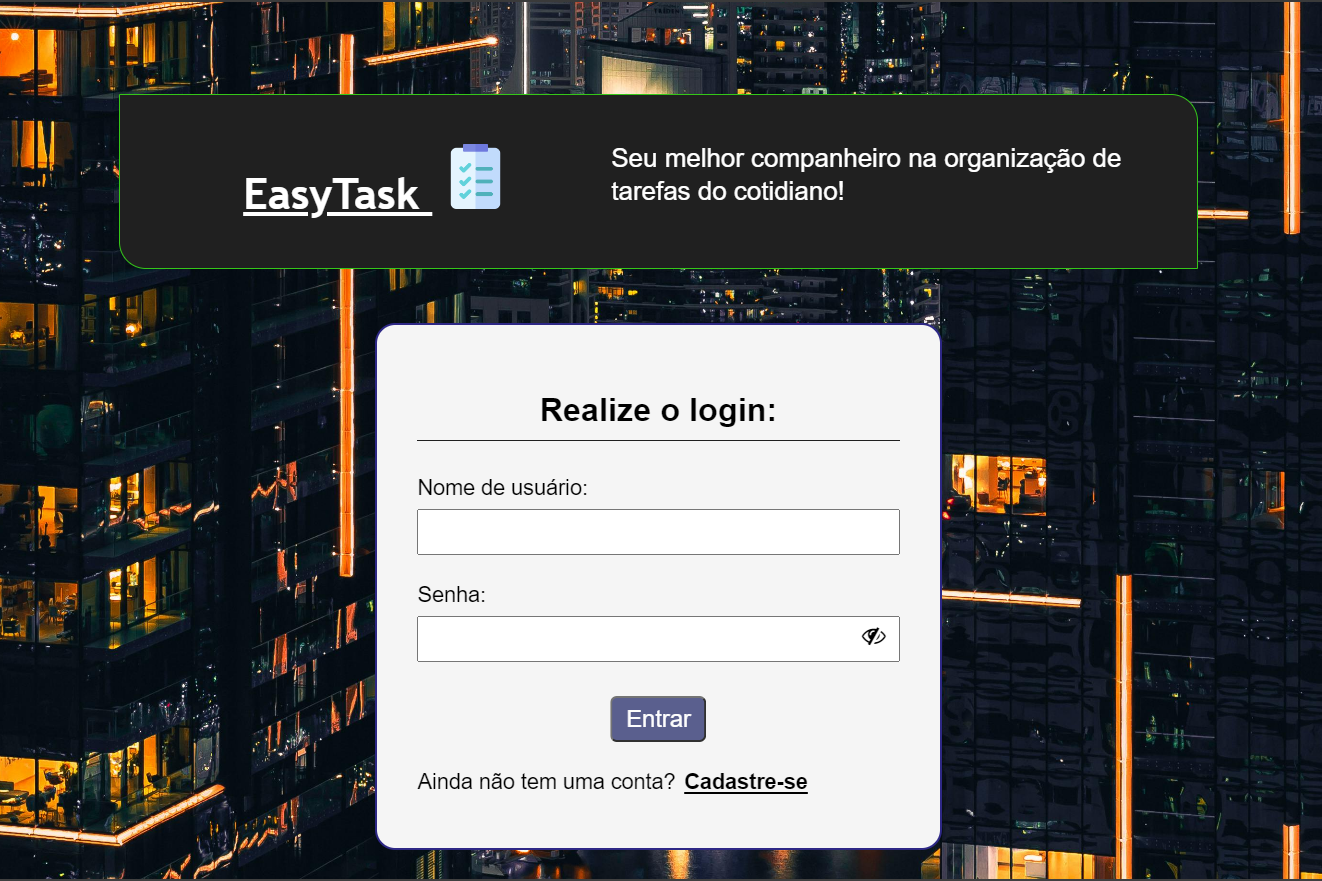 EasyTask
Seu melhor companheiro na organização de
tarefas do cotidiano!
Realize o login:
Nome de usuário:
Senha:
Entrar
Ainda não tem uma conta? Cadastre-se